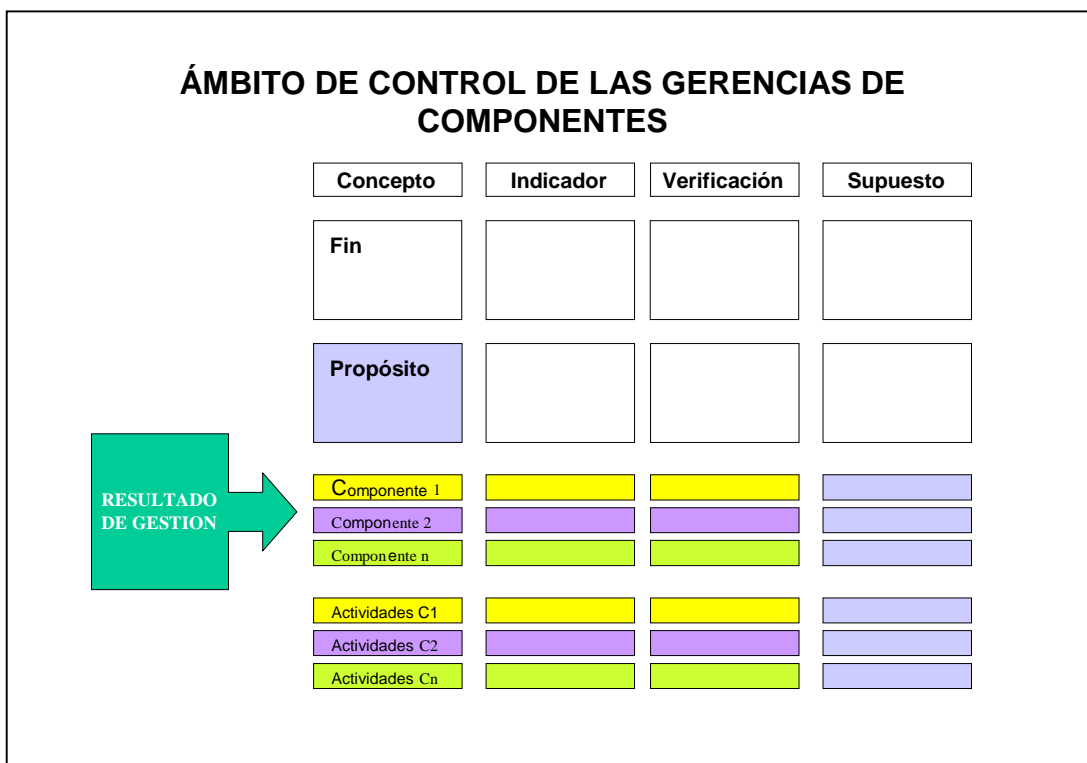 ÁMBITO DE CONTROL DE LAS GERENCIAS DE
COMPONENTES
Concepto
Indicador
Verificación
Supuesto
Fin
Propósito
RESULTADO
DE GESTION
Componente 1
Componente 2
Componente n
Actividades C1
Actividades C2
Actividades Cn